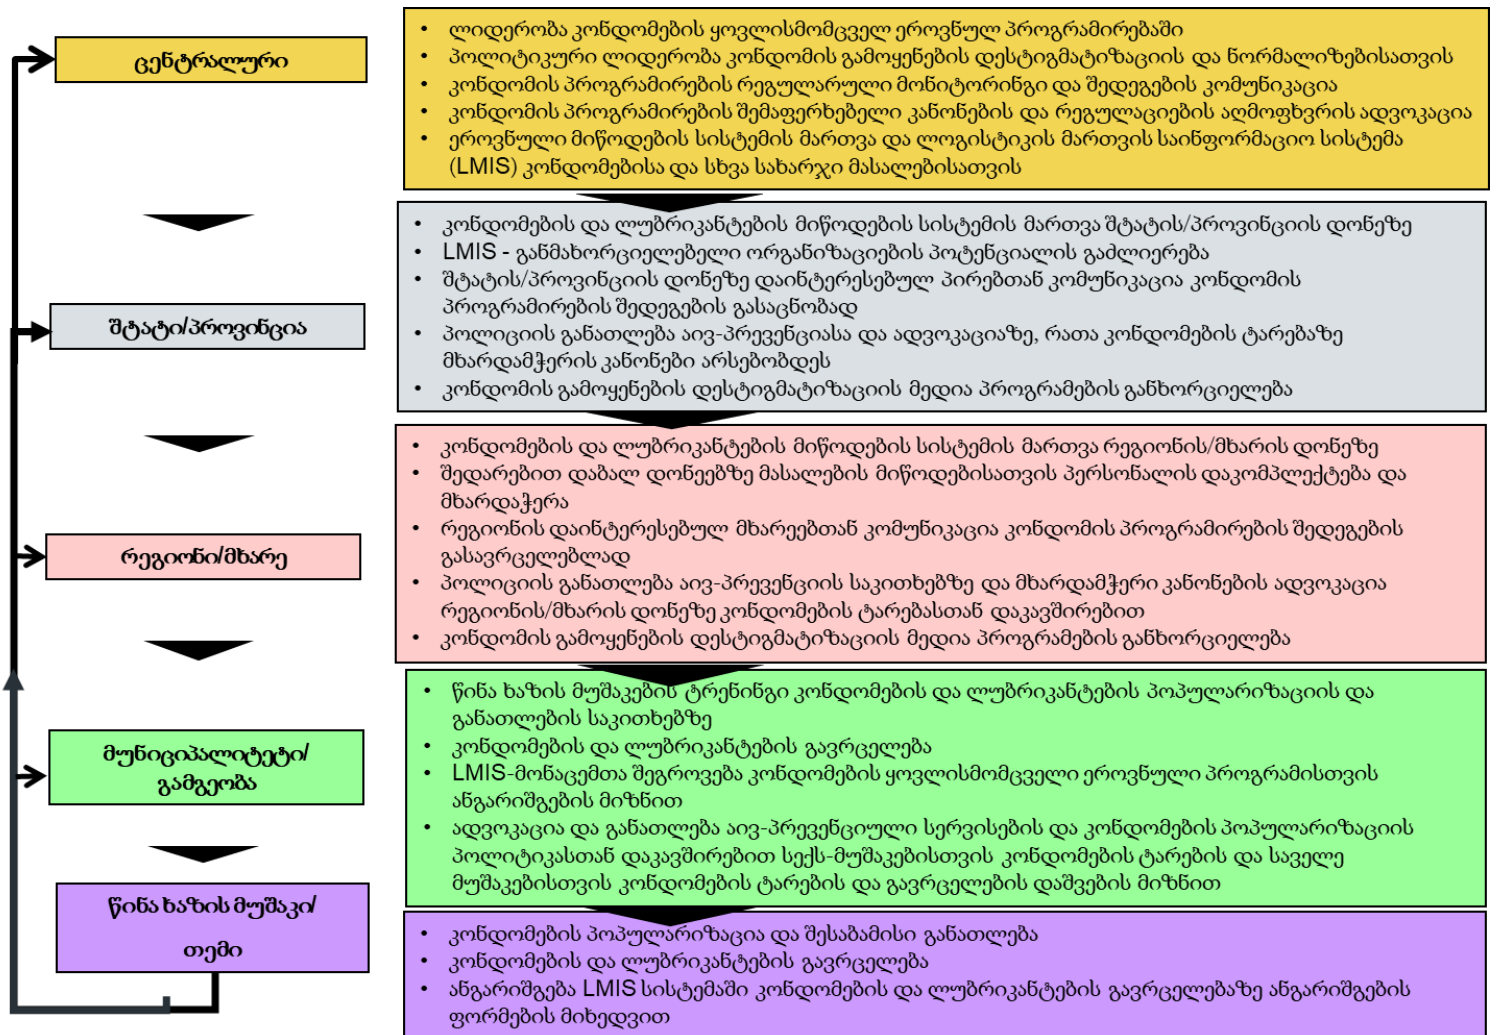 ცენტრალური
• ლიდერობა კონდომების ყოვლისმომცველ ეროვნულ პროგრამირებაში
• პოლიტიკური ლიდერობა კონდომის გამოყენების დესტიგმატიზაციის და ნორმალიზებისათვის
• კონდომის პროგრამირების რეგულარული მონიტორინგი და შედეგების კომუნიკაცია
• კონდომის პროგრამირების შემაფერხებელი კანონების და რეგულაციების აღმოფხვრის ადვოკაცია
• ეროვნული მიწოდების სისტემის მართვა და ლოგისტიკის მართვის საინფორმაციო სისტემა
(LMIS) კონდომებისა და სხვა სახარჯი მასალებისათვის
შტატი/პროვინცია
• კონდომების და ლუბრიკანტების მიწოდების სისტემის მართვა შტატის/პროვინციის დონეზე
• LMIS - განმახორციელებელი ორგანიზაციების პოტენციალის გაძლიერება
• შტატის/პროვინციის დონეზე დაინტერესებულ პირებთან კომუნიკაცია კონდომის
პროგრამირების შედეგების გასაცნობად
• პოლიციის განათლება აივ-პრევენციასა და ადვოკაციაზე, რათა კონდომების ტარებაზე
მხარდამჭერის კანონები არსებობდეს
• კონდომის გამოყენების დესტიგმატიზაციის მედია პროგრამების განხორციელება
რეგიონი/მხარე
• კონდომების და ლუბრიკანტების მიწოდების სისტემის მართვა რეგიონის/მხარის დონეზე
• შედარებით დაბალ დონეებზე მასალების მიწოდებისათვის პერსონალის დაკომპლექტება და
მხარდაჭერა
• რეგიონის დაინტერესებულ მხარეებთან კომუნიკაცია კონდომის პროგრამირების შედეგების
გასავრცელებლად
• პოლიციის განათლება აივ-პრევენციის საკითხებზე და მხარდამჭერი კანონების ადვოკაცია
რეგიონის/მხარის დონეზე კონდომების ტარებასთან დაკავშირებით
• კონდომის გამოყენების დესტიგმატიზაციის მედია პროგრამების განხორციელება
მუნიციპალიტეტი/
გამგეობა
• წინა ხაზის მუშაკების ტრენინგი კონდომების და ლუბრიკანტების პოპულარიზაციის და
განათლების საკითხებზე
• კონდომების და ლუბრიკანტების გავრცელება
• LMIS-მონაცემთა შეგროვება კონდომების ყოვლისმომცველი ეროვნული პროგრამისთვის
ანგარიშგების მიზნით
• ადვოკაცია და განათლება აივ-პრევენციული სერვისების და კონდომების პოპულარიზაციის
პოლიტიკასთან დაკავშირებით სექს-მუშაკებისთვის კონდომების ტარების და საველე
მუშაკებისთვის კონდომების ტარების და გავრცელების დაშვების მიზნით
წინა ხაზის მუშაკი/
თემი
• კონდომების პოპულარიზაცია და შესაბამისი განათლება
• კონდომების და ლუბრიკანტების გავრცელება
• ანგარიშგება LMIS სისტემაში კონდომების და ლუბრიკანტების გავრცელებაზე ანგარიშგების
ფორმების მიხედვით